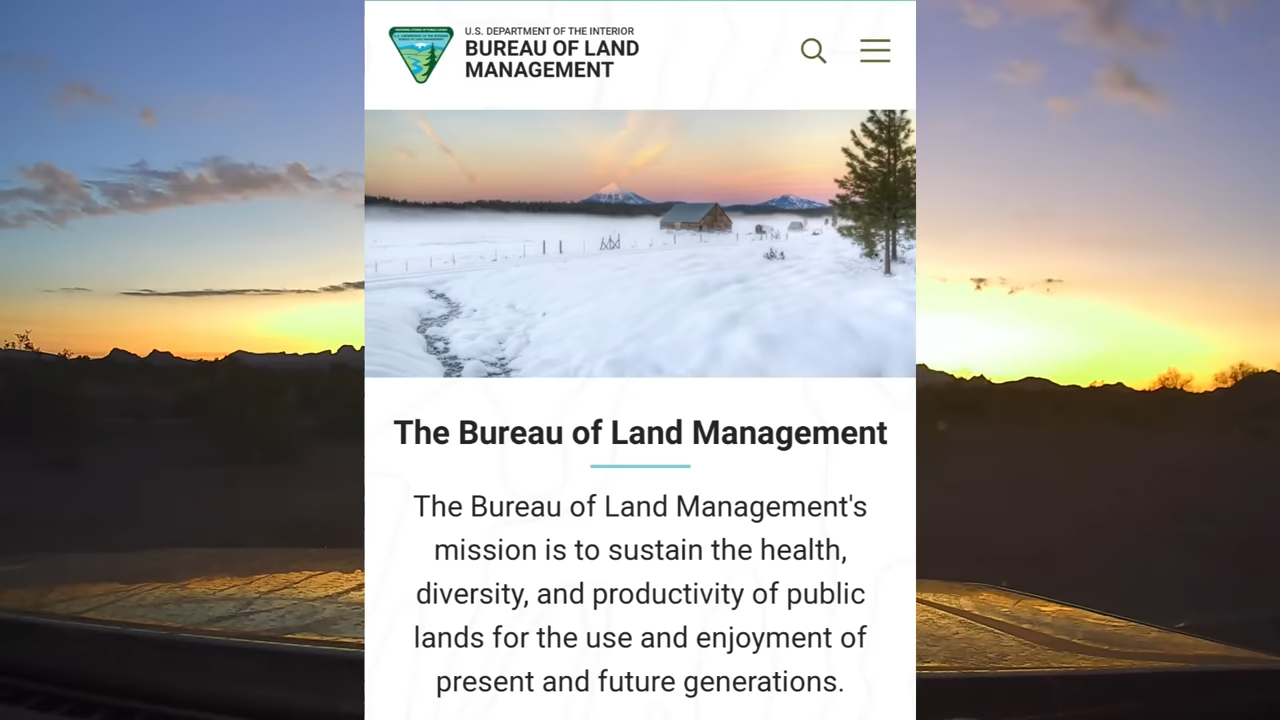 U.S. DEPARTMENT OF THE INTERIOR
BUREAU OF LAND
MANAGEMENT
The Bureau of Land Management
The Bureau of Land Management's
mission is to sustain the health,
diversity, and productivity of public
lands for the use and enjoyment of
present and future generations.